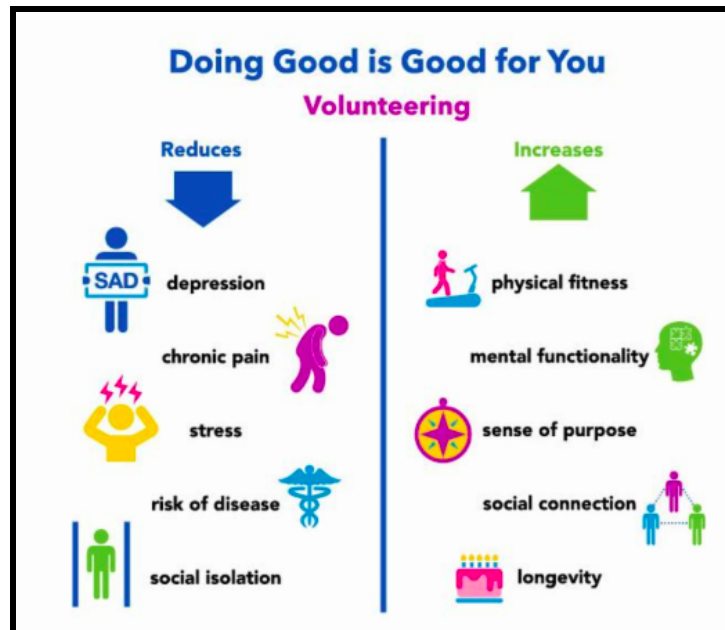 Doing Good is Good for You
Volunteering
Reduces
SAD
depression
chronic pain
stress
risk of disease
social isolation
Increases
physical fitness
mental functionality
sense of purpose
social connection
longevity